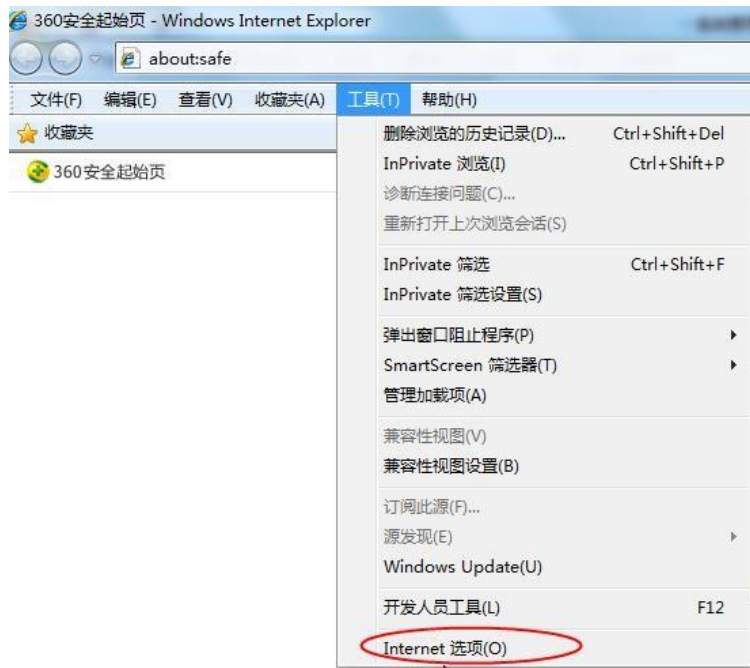 360安全起始页 - Windows Internet Explorer
about:safe
文件(F) 编辑(E) 查看(V) 收藏夹(A) 工具(T) 帮助(H)
收藏夹
360安全起始页
删除浏览的历史记录(D)... Ctrl+Shift+Del
InPrivate 浏览(I) Ctrl+Shift+P
诊断连接问题(C)...
重新打开上次浏览会话(S)
InPrivate 筛选 Ctrl+Shift+F
InPrivate 筛选设置(S)
弹出窗口阻止程序(P)
SmartScreen 筛选器(T)
管理加载项(A)
兼容性视图(V)
兼容性视图设置(B)
订阅此源(F)...
源发现(E)
Windows Update(U)
开发人员工具(L) F12
Internet 选项(O)